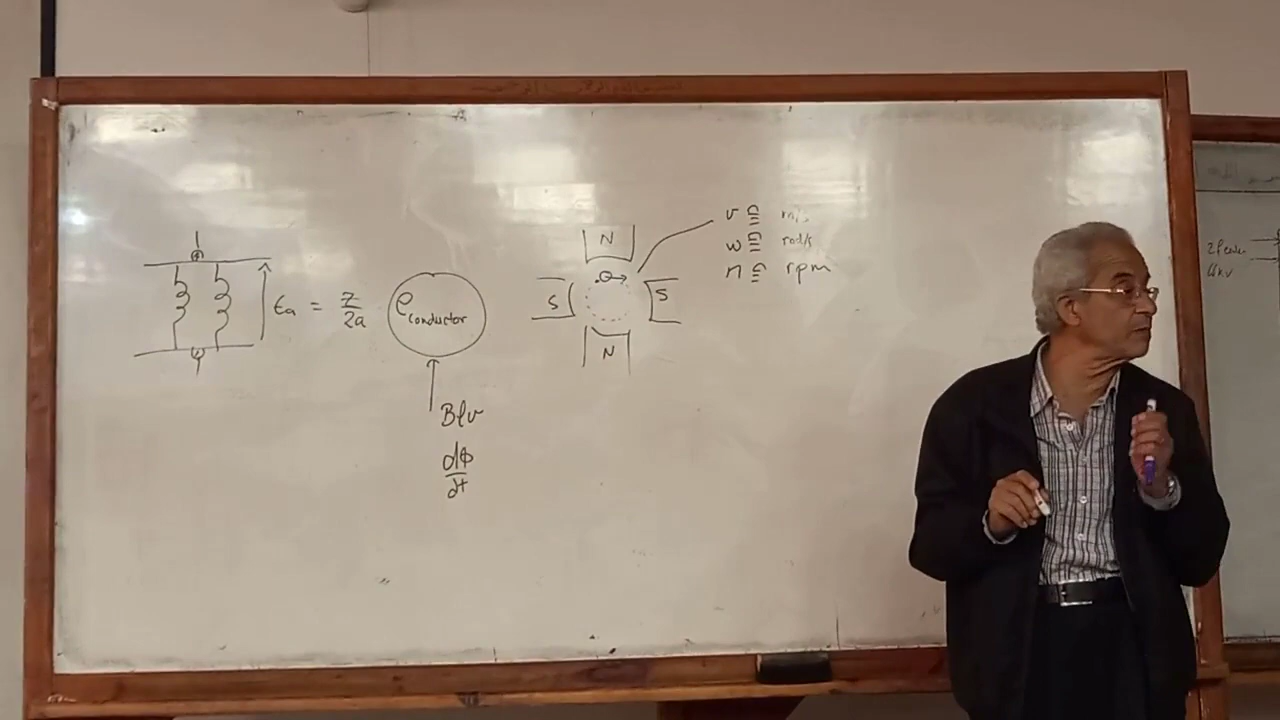 Ea = Z/2a e conductor
Blv
dΦ/dt
N
S
S
N
v ≡ m/s
w ≡ rad/s
n ≡ rpm